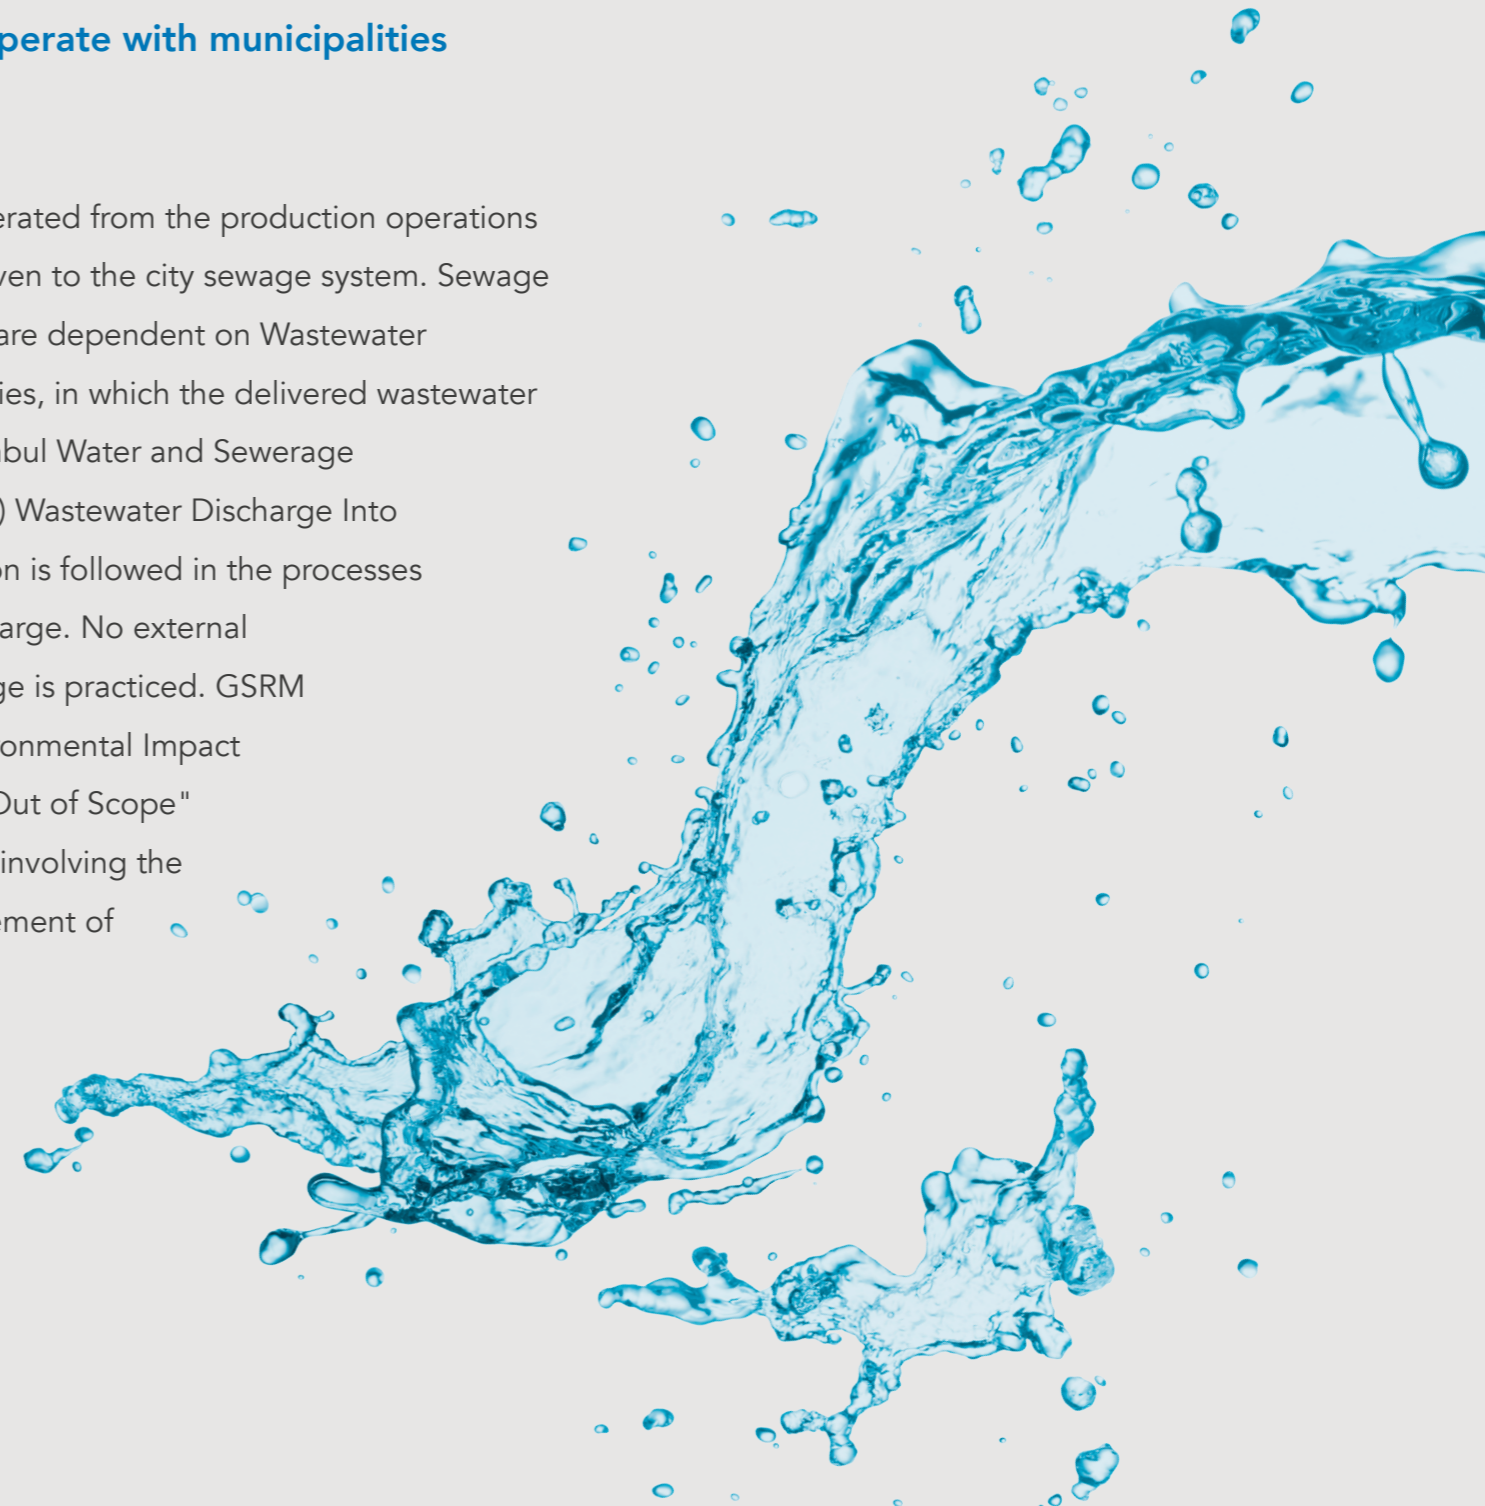 perate with municipalities
erated from the production operations
ven to the city sewage system. Sewage
are dependent on Wastewater
ies, in which the delivered wastewater
bul Water and Sewerage
) Wastewater Discharge Into
on is followed in the processes
arge. No external
ge is practiced. GSRM
onmental Impact
Out of Scope"
involving the
ement of